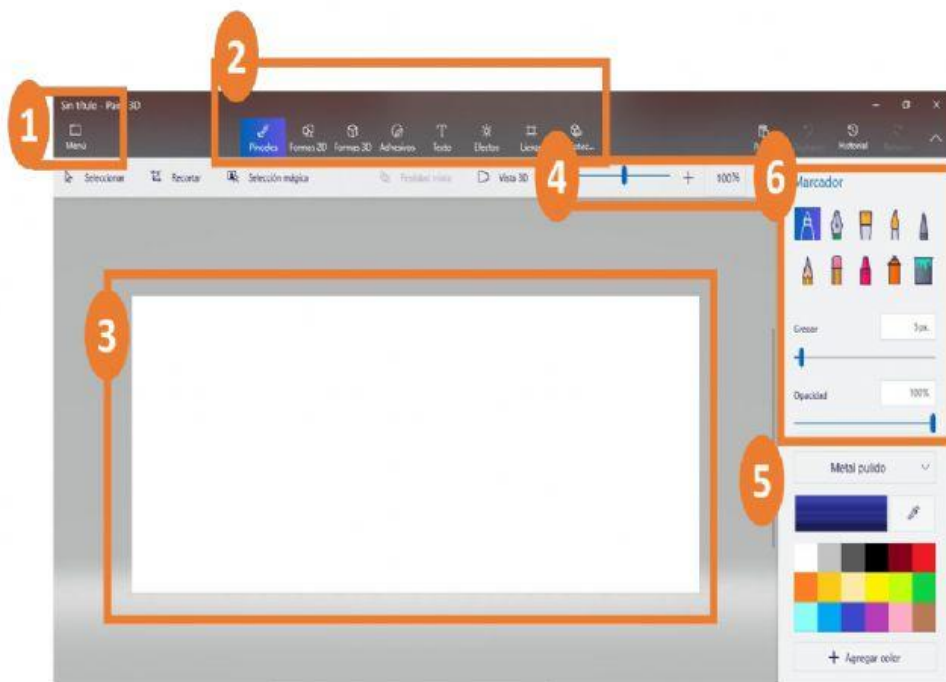 2
1
Sin título - Paint 3D
Menú
Pinceles Formas 2D Formas 3D Adhesivos Texto Efectos
Historial
Seleccionar Recortar Selección mágica Vista 3D 4 100% 6
Marcador
3
Grosor 5px
Opacidad 100%
5
Metal pulido
Agregar color